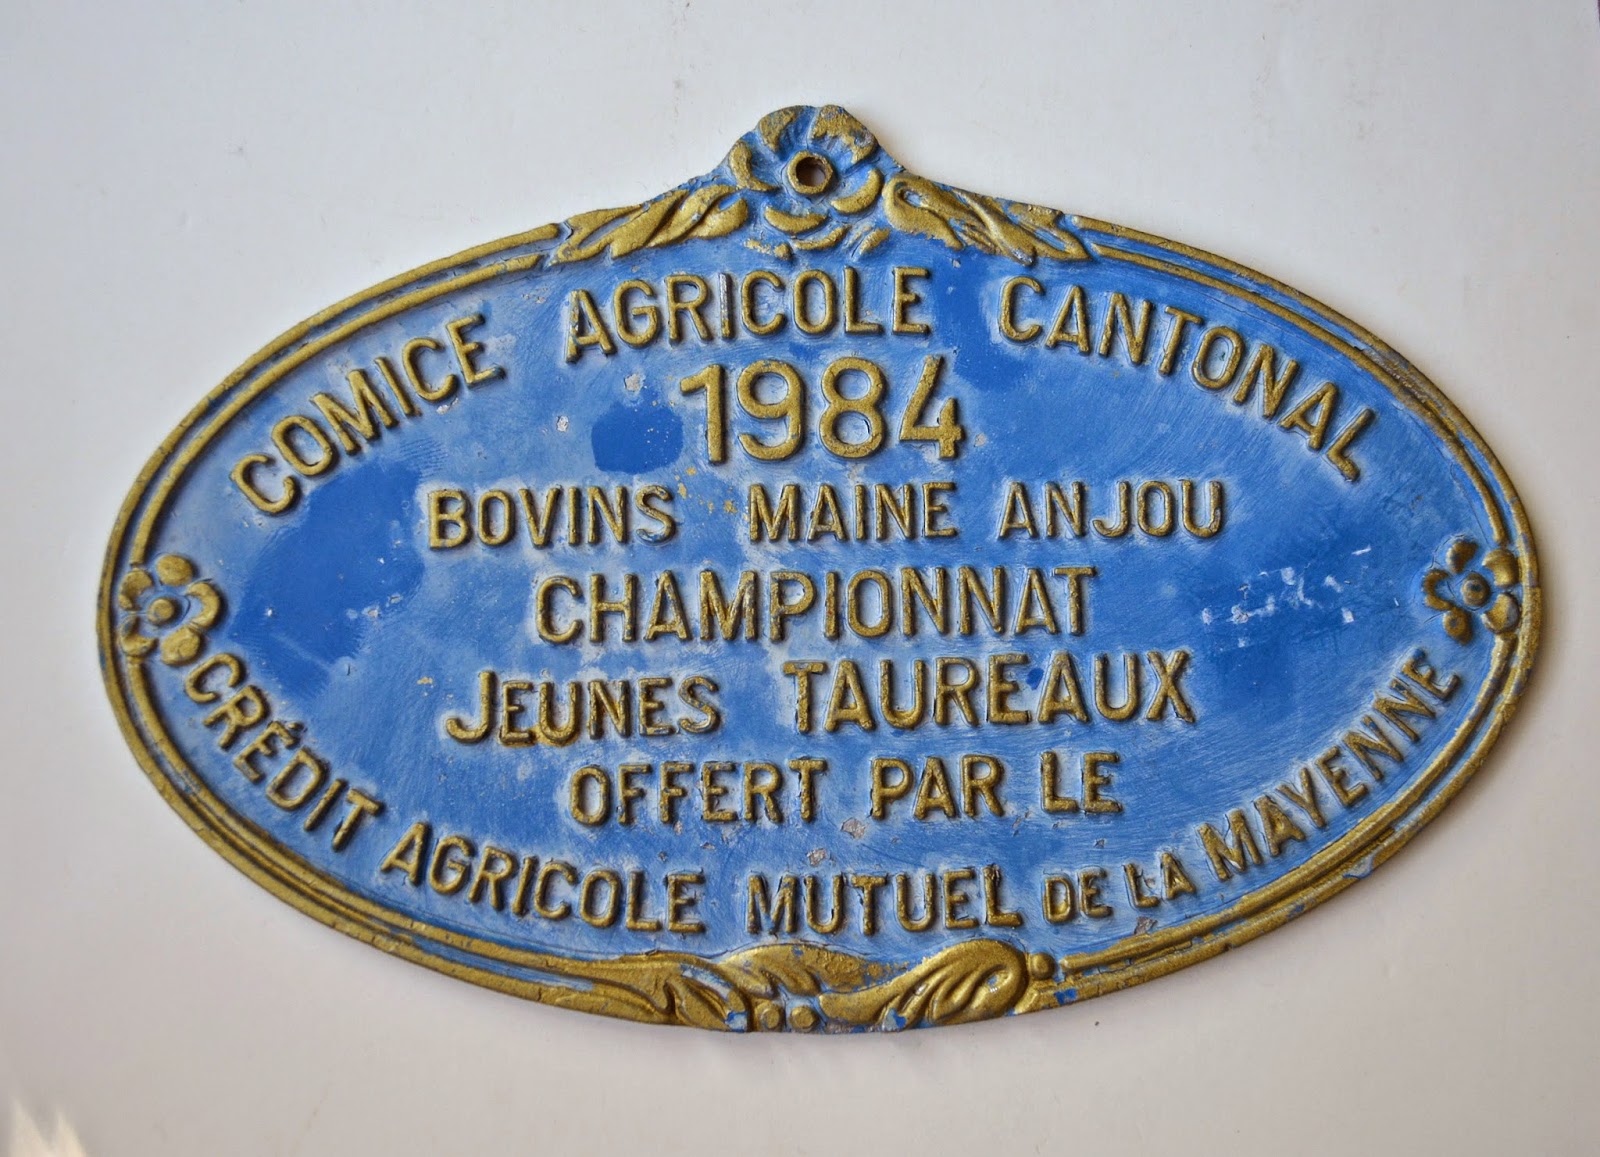 COMICE AGRICOLE CANTONAL
1984
BOVINS MAINE ANJOU
CHAMPIONNAT
JEUNES TAUREAUX
OFFERT PAR LE
CRÉDIT AGRICOLE MUTUEL DE LA MAYENNE